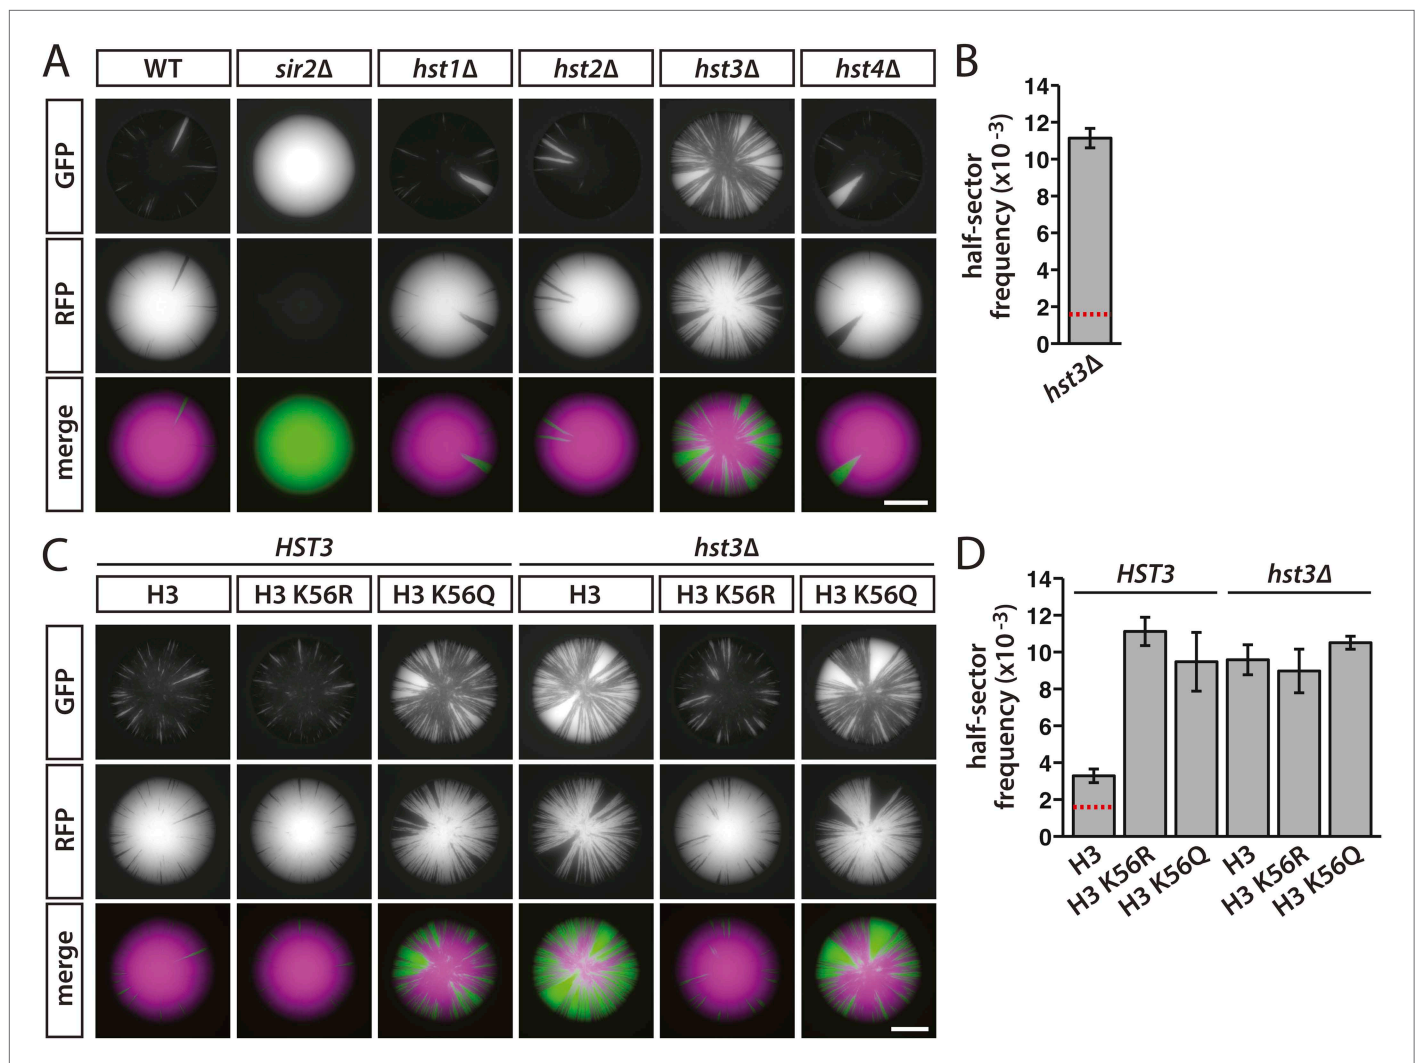 A
WT
sir2Δ
hst1Δ
hst2Δ
hst3Δ
hst4Δ
GFP
RFP
merge
B
half-sector
frequency (x10⁻³)
14
12
10
8
6
4
2
0
hst3Δ
C
HST3
hst3Δ
H3
H3 K56R
H3 K56Q
H3
H3 K56R
H3 K56Q
GFP
RFP
merge
D
HST3
hst3Δ
half-sector
frequency (x10⁻³)
14
12
10
8
6
4
2
0
H3
H3 K56R
H3 K56Q
H3
H3 K56R
H3 K56Q